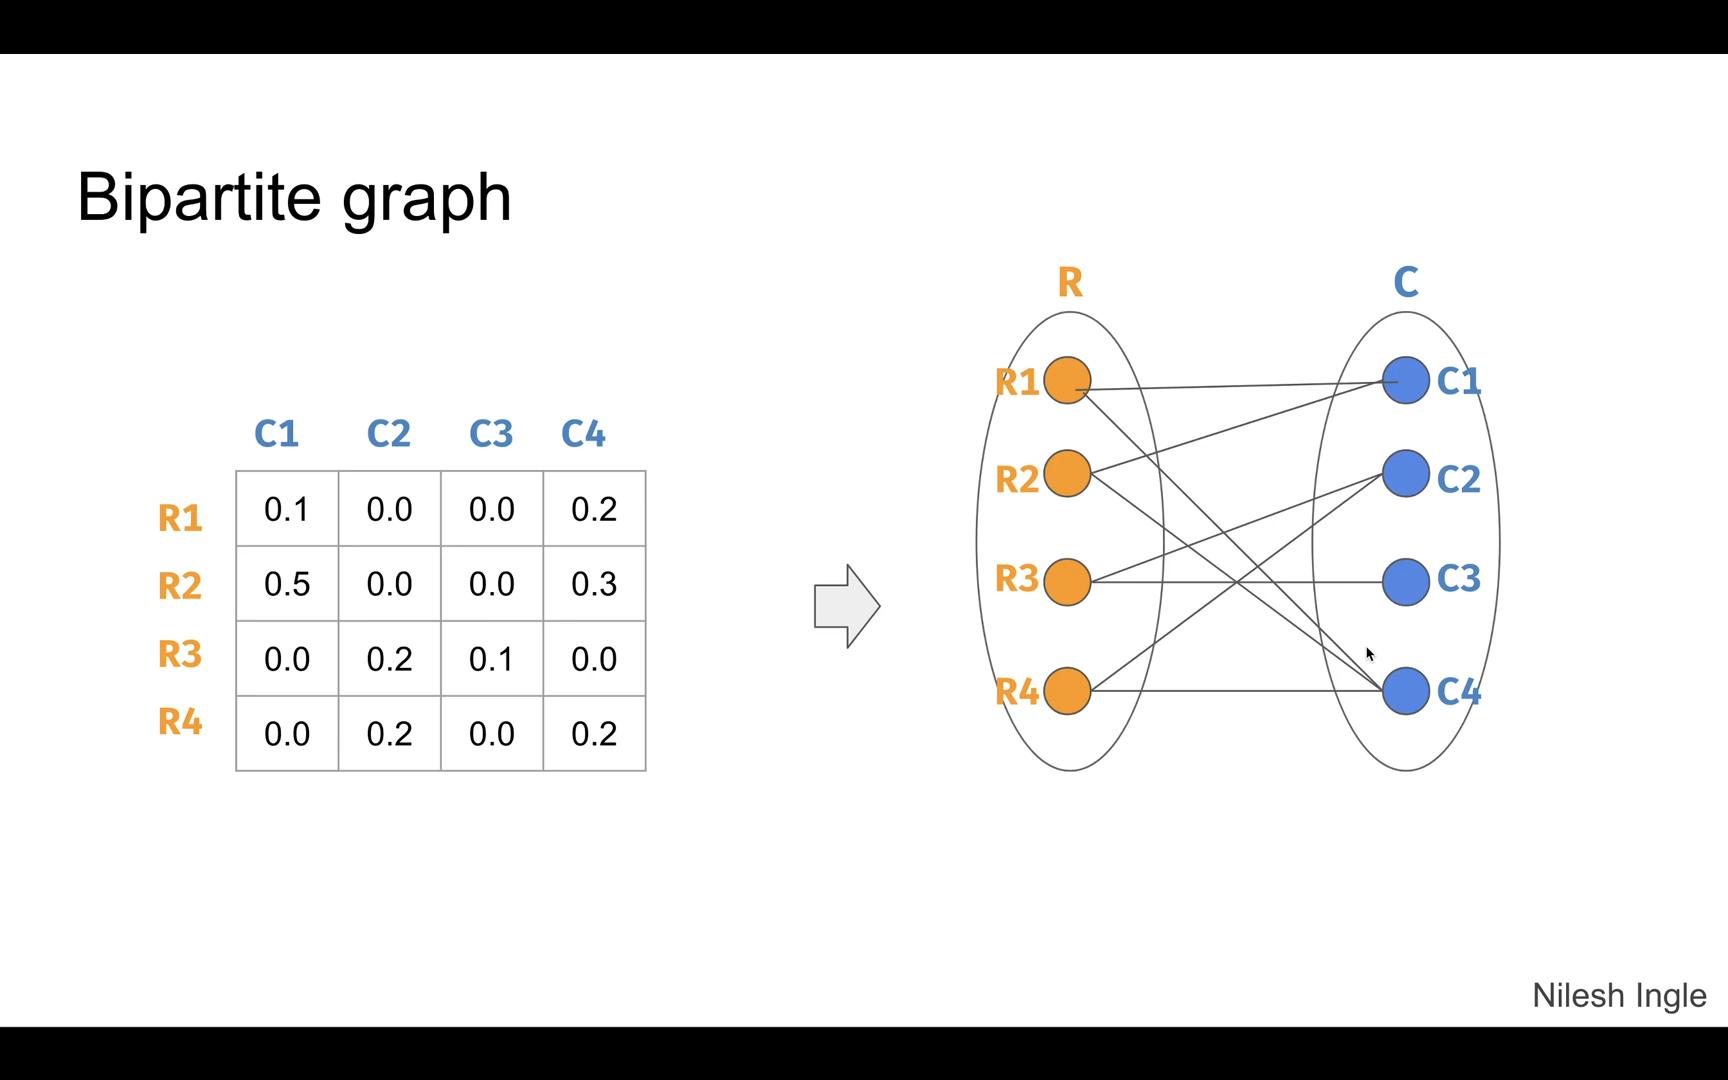 Bipartite graph
C1 C2 C3 C4
R1 0.1 0.0 0.0 0.2
R2 0.5 0.0 0.0 0.3
R3 0.0 0.2 0.1 0.0
R4 0.0 0.2 0.0 0.2
R C
R1 C1
R2 C2
R3 C3
R4 C4
Nilesh Ingle